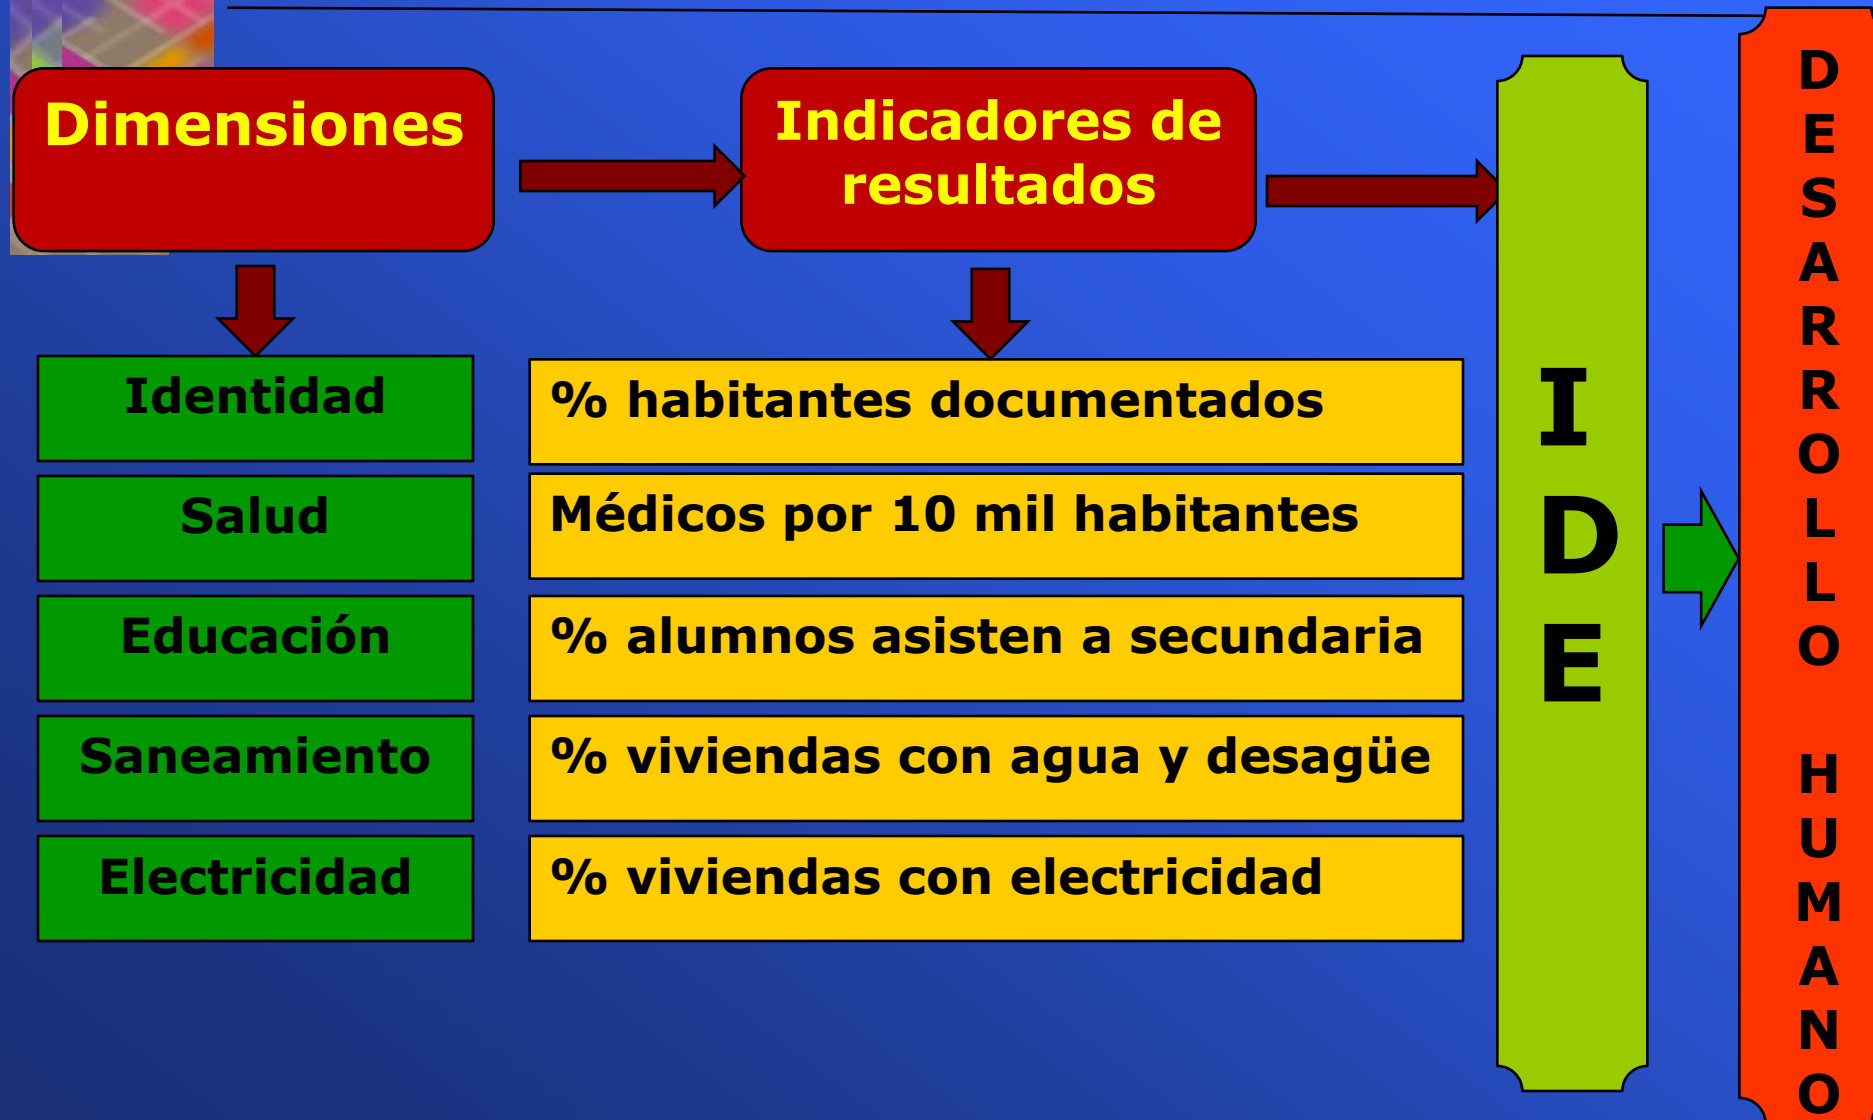 Dimensiones
Indicadores de
resultados
Identidad
% habitantes documentados
Salud
Médicos por 10 mil habitantes
Educación
% alumnos asisten a secundaria
Saneamiento
% viviendas con agua y desagüe
Electricidad
% viviendas con electricidad
I
D
E
D
E
S
A
R
R
O
L
L
O
H
U
M
A
N
O